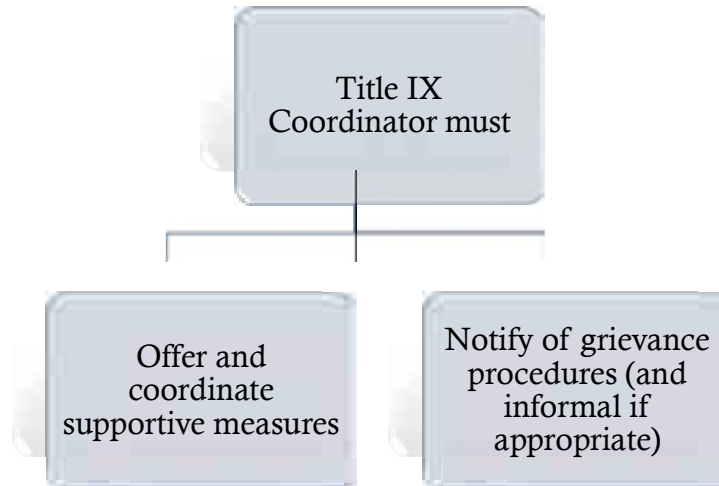 Title IX
Coordinator must
Offer and
coordinate
supportive measures
Notify of grievance
procedures (and
informal if
appropriate)